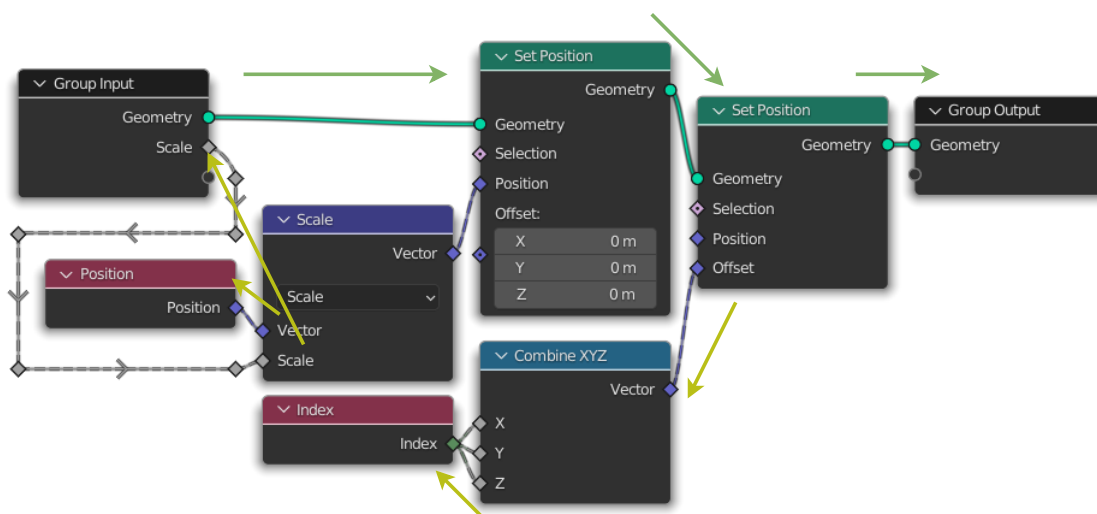 Group Input
Geometry
Scale
Position
Position
Scale
Vector
Scale
Vector
Scale
Index
Index
Set Position
Geometry
Geometry
Selection
Position
Offset:
X 0 m
Y 0 m
Z 0 m
Combine XYZ
Vector
X
Y
Z
Set Position
Geometry
Geometry
Selection
Position
Offset
Group Output
Geometry